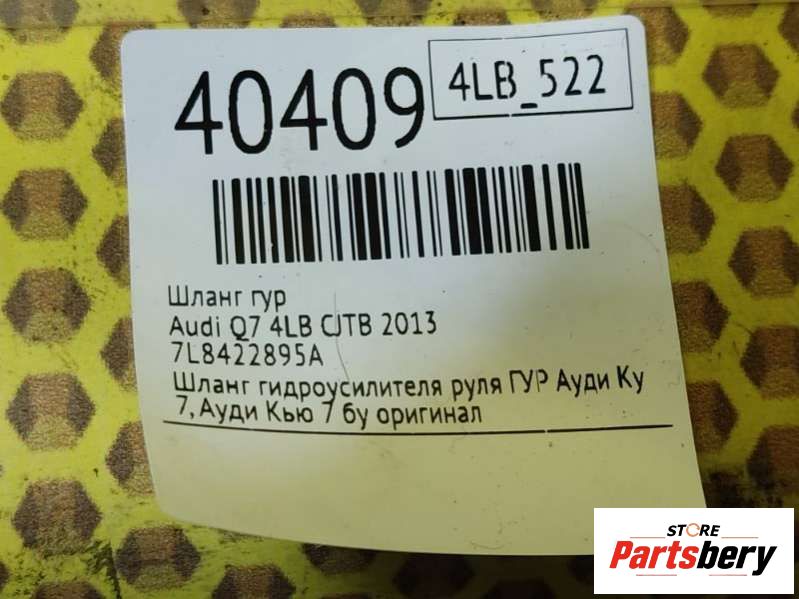 40409
4LB_522
Шланг гур
Audi Q7 4LB CJTB 2013
7L8422895A
Шланг гидроусилителя руля ГУР Ауди Ку
7, Ауди Кью 7 бу оригинал
STORE
Partsbery